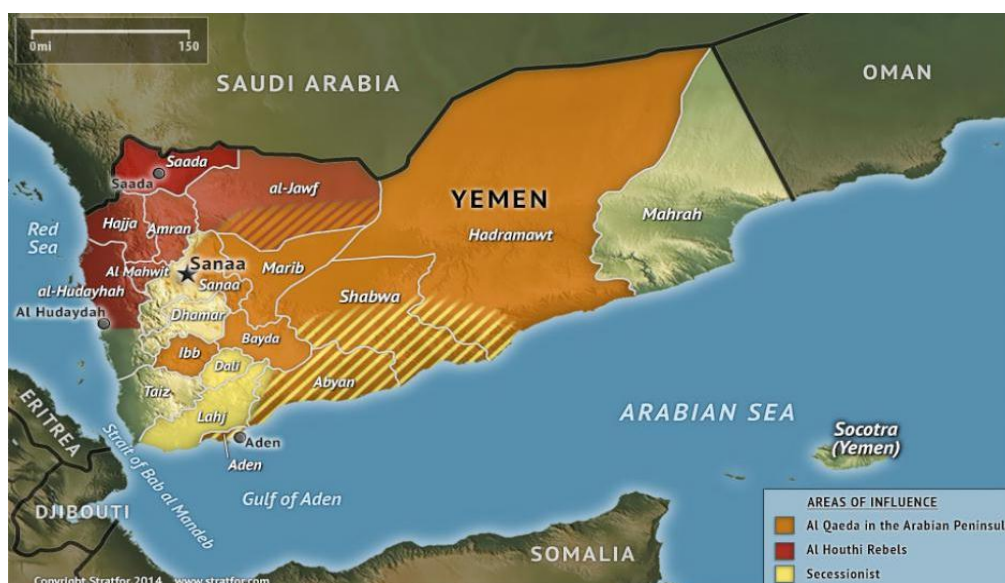 0mi 150
SAUDI ARABIA
OMAN
Saada
Saada
al-Jawf
YEMEN
Hadramawt
Mahrah
Red
Sea
Hajja
Amran
Al Mahwit
Sanaa
Sanaa
Marib
al-Hudayhah
Al Hudaydah
Dhamar
Shabwa
Ibb
Bayda
Dali
Taiz
Abyan
Lahj
Aden
Aden
ERITREA
Strait of Bab al Mandeb
DJIBOUTI
Gulf of Aden
ARABIAN SEA
Socotra
(Yemen)
SOMALIA
AREAS OF INFLUENCE
Al Qaeda in the Arabian Peninsul
Al Houthi Rebels
Secessionist
Copyright Stratfor 2014 www.stratfor.com